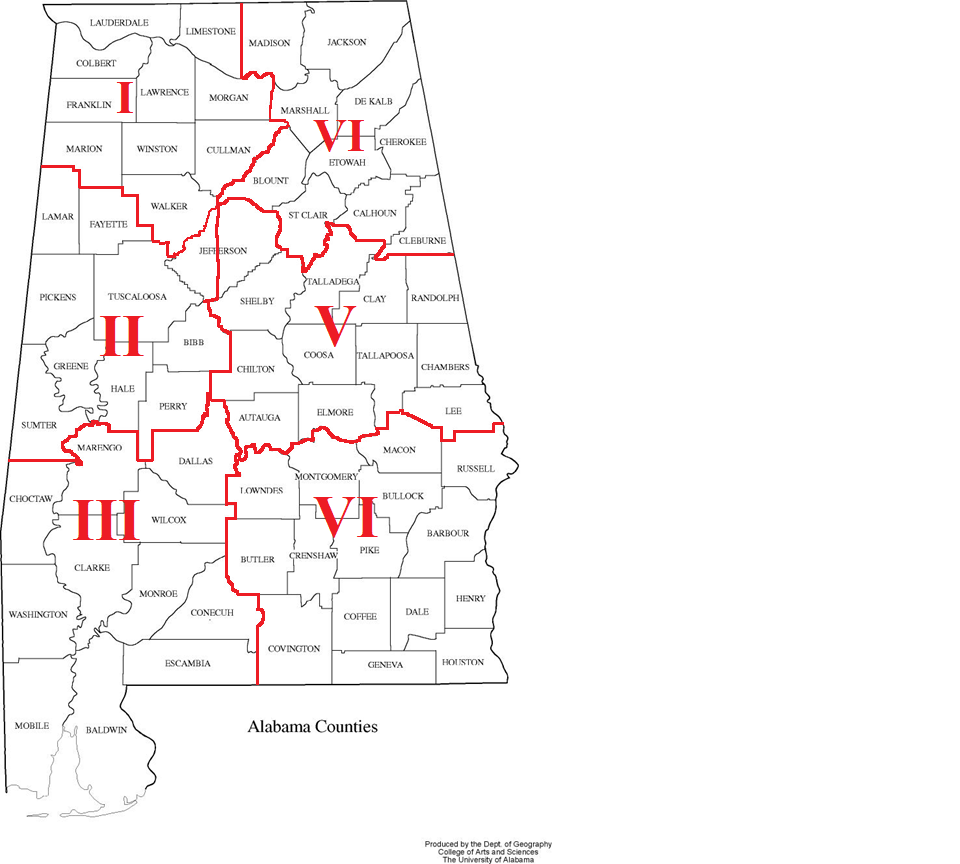 LAUDERDALE
LIMESTONE
MADISON
JACKSON
COLBERT
FRANKLIN
I
LAWRENCE
MORGAN
MARSHALL
DE KALB
VI
CHEROKEE
MARION
WINSTON
CULLMAN
ETOWAH
BLOUNT
LAMAR
FAYETTE
WALKER
ST CLAIR
CALHOUN
CLEBURNE
JEFFERSON
TALLADEGA
PICKENS
TUSCALOOSA
SHELBY
CLAY
RANDOLPH
II
V
BIBB
COOSA
TALLAPOOSA
GREENE
CHILTON
CHAMBERS
HALE
PERRY
AUTAUGA
ELMORE
LEE
SUMTER
MARENGO
DALLAS
MACON
RUSSELL
CHOCTAW
LOWNDES
MONTGOMERY
BULLOCK
III
WILCOX
VI
BARBOUR
PIKE
CLARKE
BUTLER
CRENSHAW
MONROE
HENRY
WASHINGTON
CONECUH
COFFEE
DALE
COVINGTON
ESCAMBIA
GENEVA
HOUSTON
MOBILE
BALDWIN
Alabama Counties
Produced by the Dept. of Geography
College of Arts and Sciences
The University of Alabama